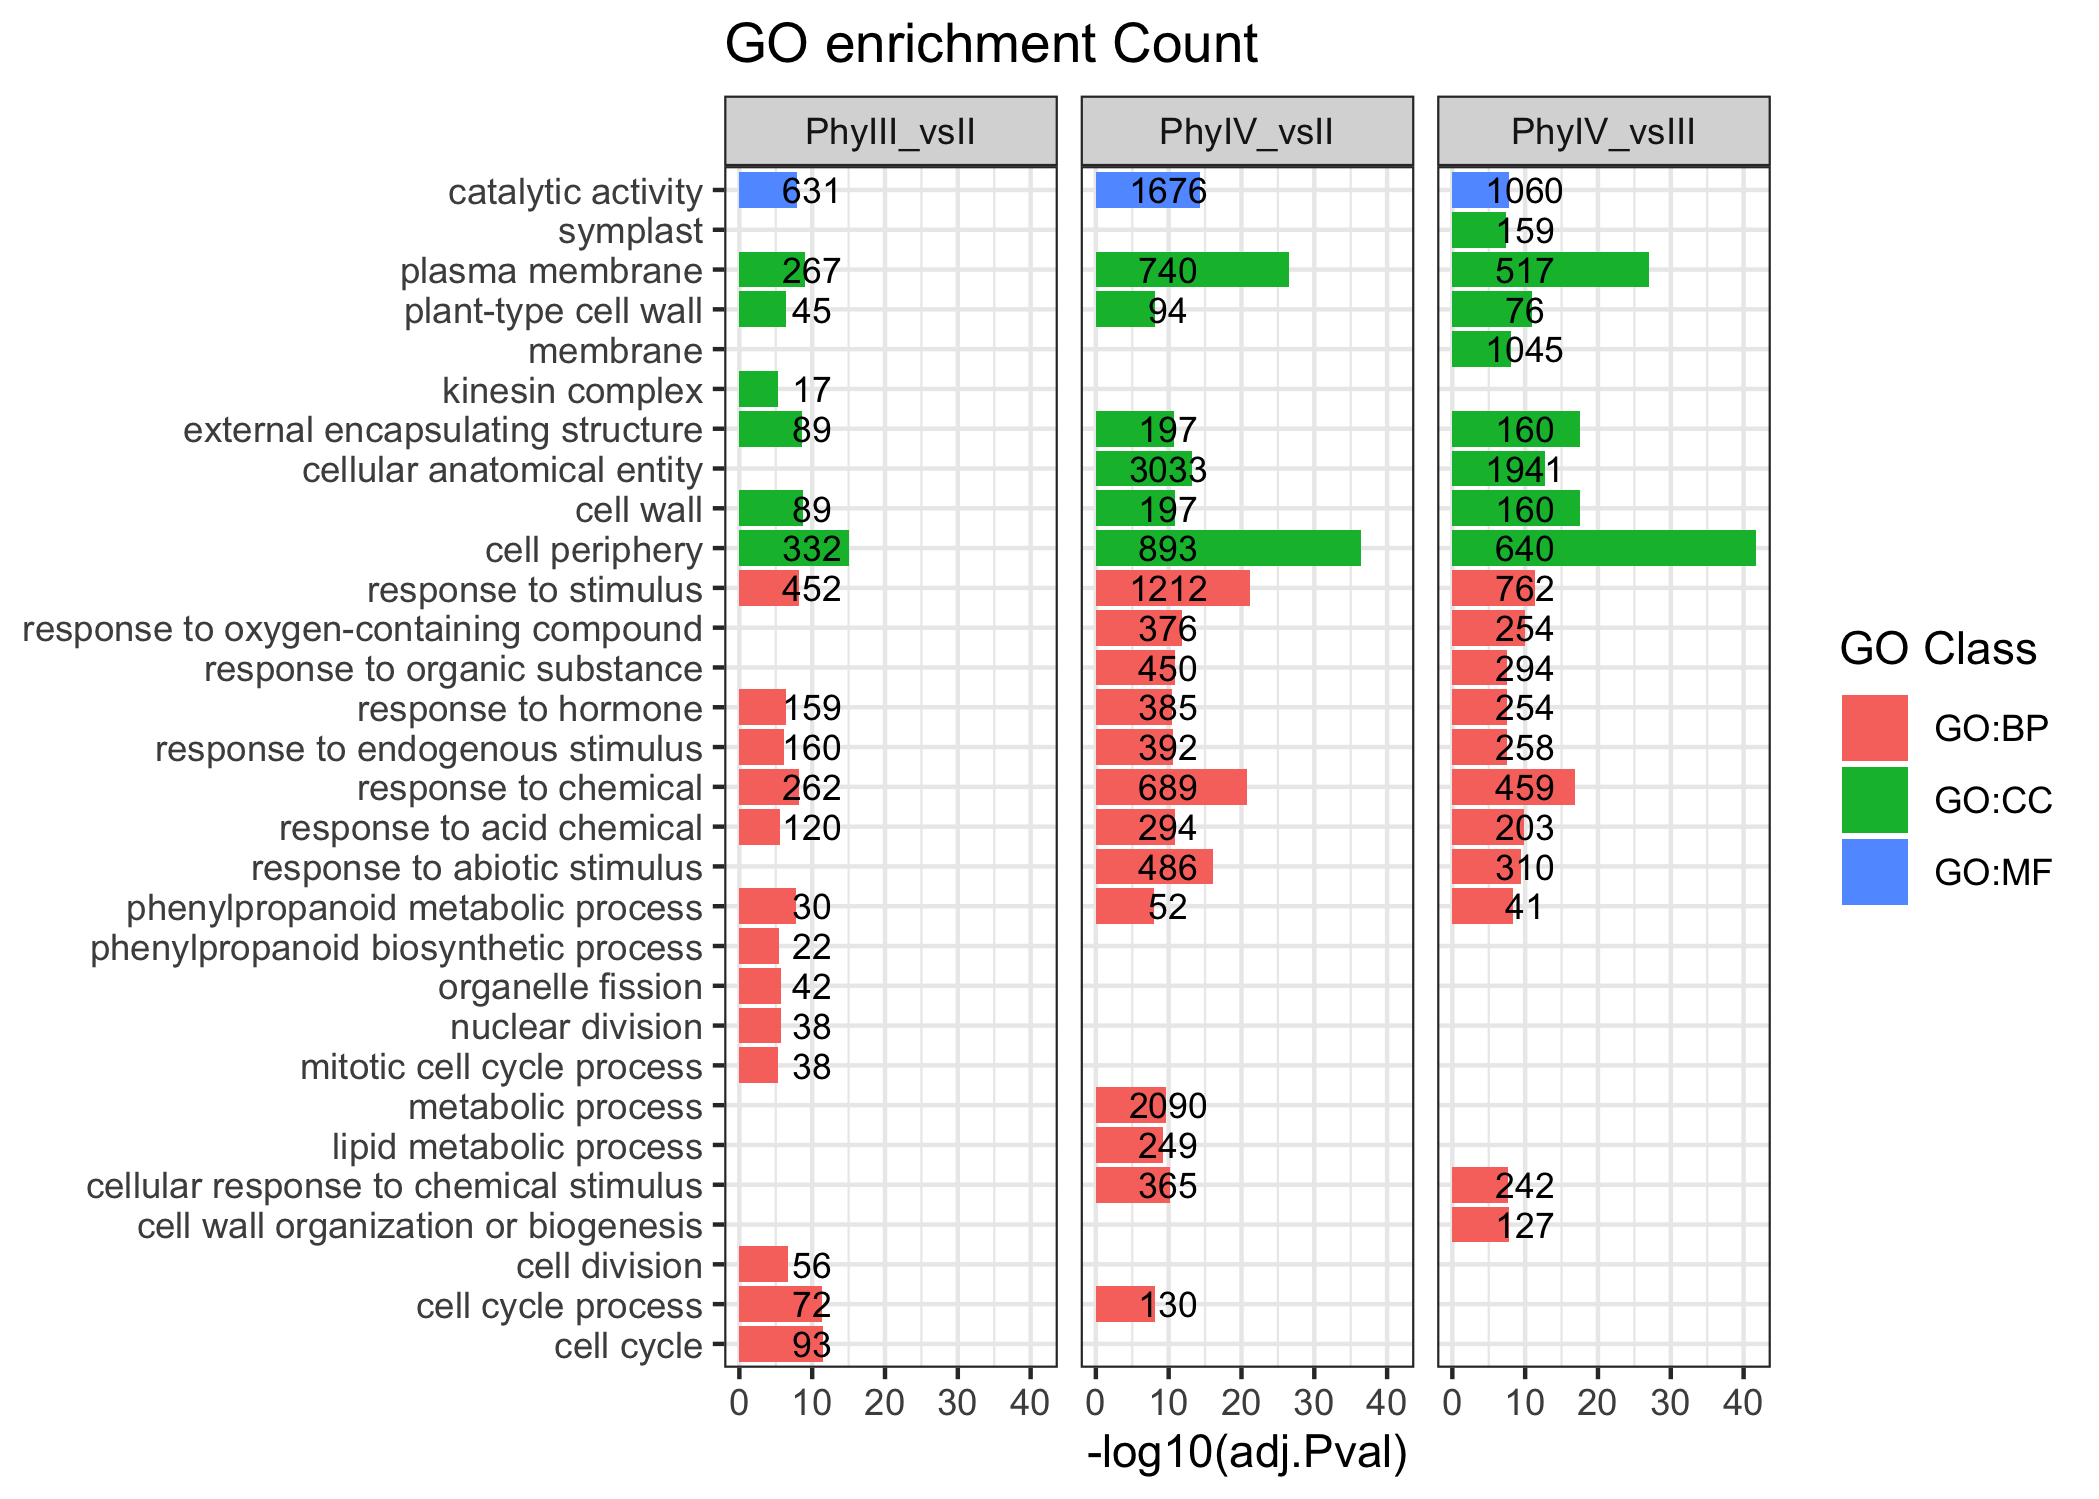 GO enrichment Count
PhyIII_vsII PhyIV_vsII PhyIV_vsIII
catalytic activity 631 1676 1060
symplast 159
plasma membrane 267 740 517
plant-type cell wall 45 94 76
membrane 1045
kinesin complex 17
external encapsulating structure 89 197 160
cellular anatomical entity 3033 1941
cell wall 89 197 160
cell periphery 332 893 640
response to stimulus 452 1212 762
response to oxygen-containing compound 376 254
response to organic substance 450 294
response to hormone 159 385 254
response to endogenous stimulus 160 392 258
response to chemical 262 689 459
response to acid chemical 120 294 203
response to abiotic stimulus 486 310
phenylpropanoid metabolic process 30 52 41
phenylpropanoid biosynthetic process 22
organelle fission 42
nuclear division 38
mitotic cell cycle process 38
metabolic process 2090
lipid metabolic process 249
cellular response to chemical stimulus 365 242
cell wall organization or biogenesis 127
cell division 56
cell cycle process 72 130
cell cycle 93
0 10 20 30 40 0 10 20 30 40 0 10 20 30 40
-log10(adj.Pval)
GO Class
GO:BP
GO:CC
GO:MF